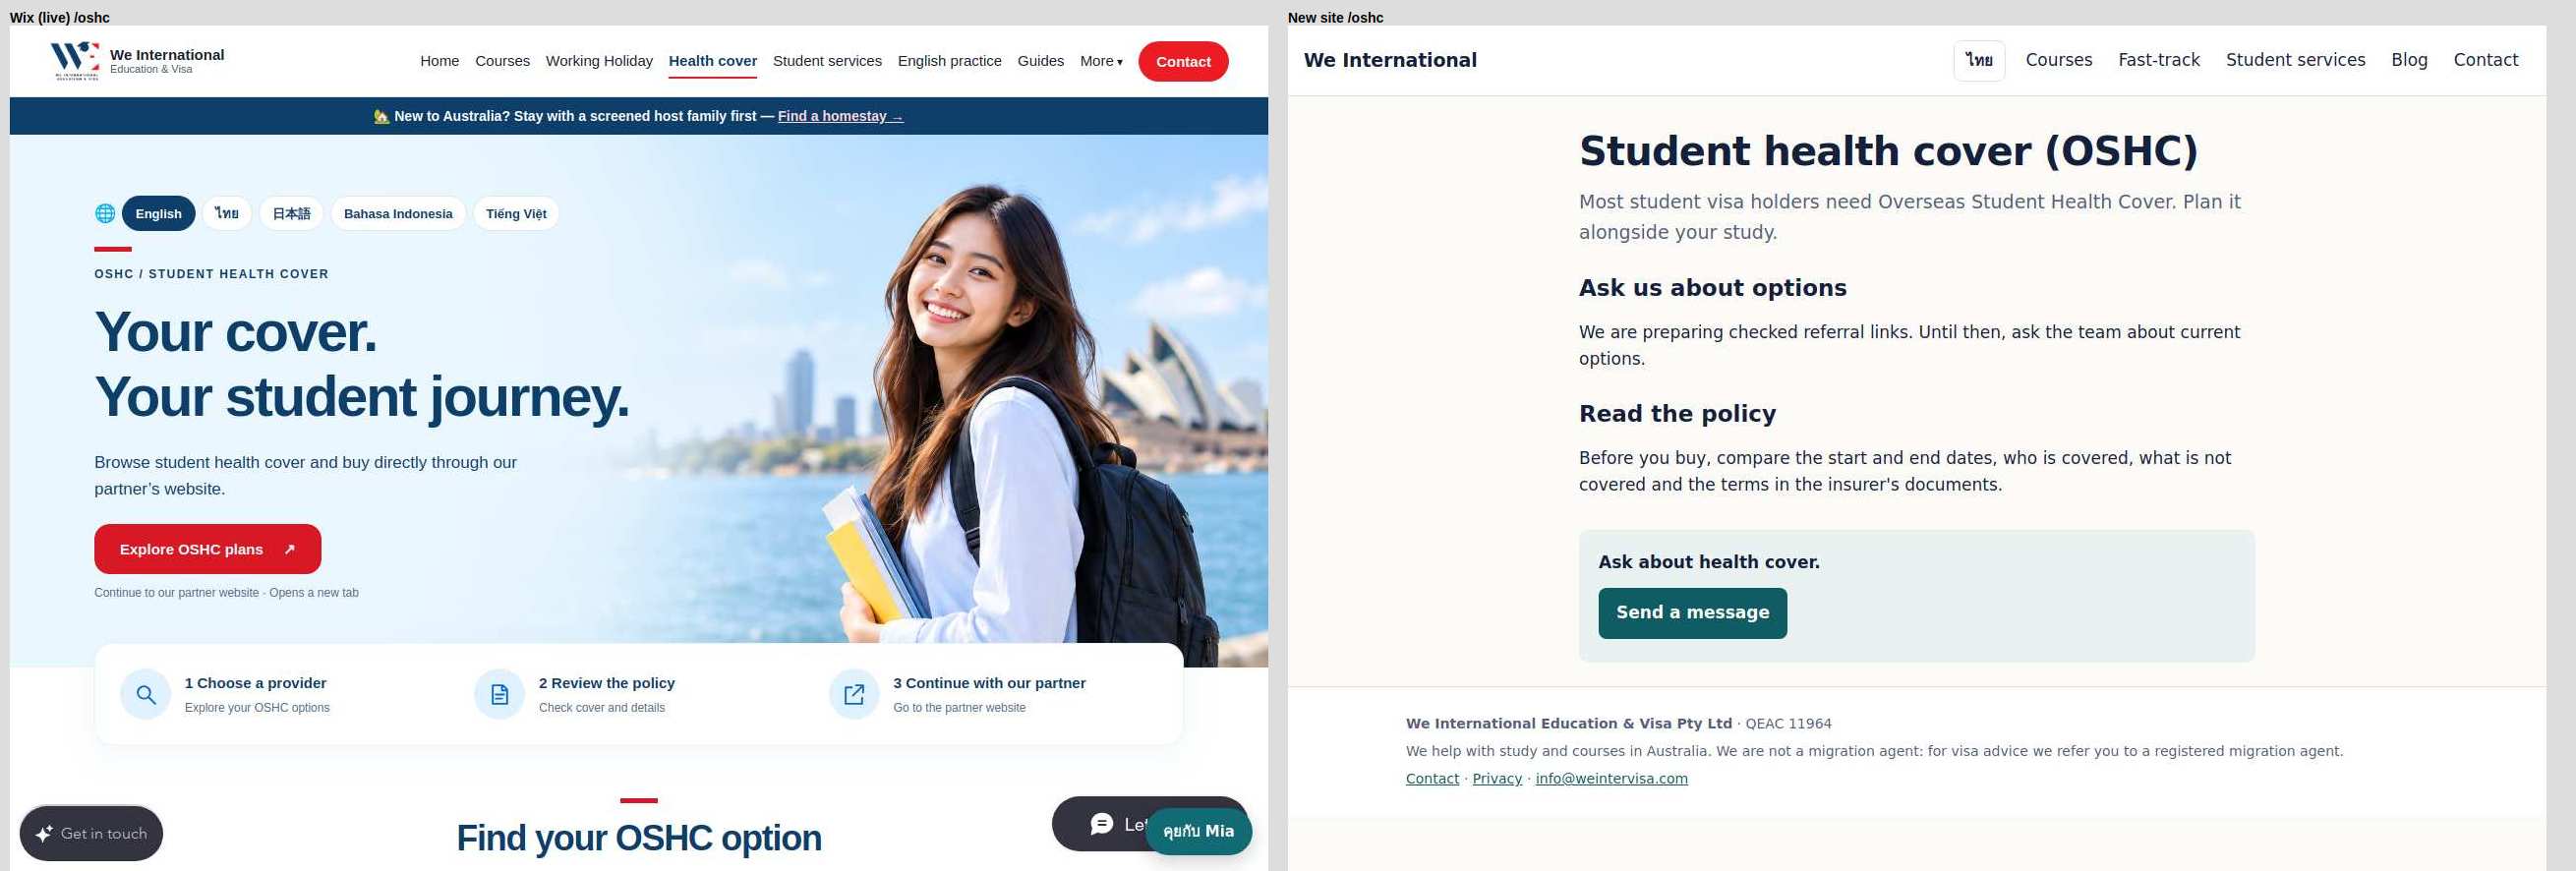 Wix (live) /oshc
We International
Education & Visa
WE INTERNATIONAL
EDUCATION & VISA
Home Courses Working Holiday Health cover Student services English practice Guides More ▾ Contact
🏡 New to Australia? Stay with a screened host family first — Find a homestay →
English ไทย 日本語 Bahasa Indonesia Tiếng Việt
OSHC / STUDENT HEALTH COVER
Your cover.
Your student journey.
Browse student health cover and buy directly through our
partner’s website.
Explore OSHC plans ↗
Continue to our partner website · Opens a new tab
1 Choose a provider
Explore your OSHC options
2 Review the policy
Check cover and details
3 Continue with our partner
Go to the partner website
Find your OSHC option
Get in touch
คุยกับ Mia
New site /oshc
We International
ไทย Courses Fast-track Student services Blog Contact
Student health cover (OSHC)
Most student visa holders need Overseas Student Health Cover. Plan it
alongside your study.
Ask us about options
We are preparing checked referral links. Until then, ask the team about current
options.
Read the policy
Before you buy, compare the start and end dates, who is covered, what is not
covered and the terms in the insurer's documents.
Ask about health cover.
Send a message
We International Education & Visa Pty Ltd · QEAC 11964
We help with study and courses in Australia. We are not a migration agent: for visa advice we refer you to a registered migration agent.
Contact · Privacy · info@weintervisa.com